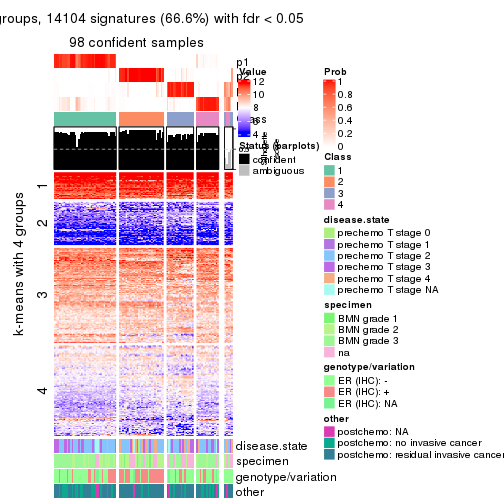 groups, 14104 signatures (66.6%) with fdr < 0.05
98 confident samples
p1
p2
Value
12
10
8
6
4
Prob
1
0.8
0.6
0.4
0.2
0
Status (barplots)
confident
ambiguous
Class
1
2
3
4
disease.state
prechemo T stage 0
prechemo T stage 1
prechemo T stage 2
prechemo T stage 3
prechemo T stage 4
prechemo T stage NA
specimen
BMN grade 1
BMN grade 2
BMN grade 3
na
genotype/variation
ER (IHC): -
ER (IHC): +
ER (IHC): NA
other
postchemo: NA
postchemo: no invasive cancer
postchemo: residual invasive cancer
k-means with 4 groups
1
2
3
4
disease.state
specimen
genotype/variation
other